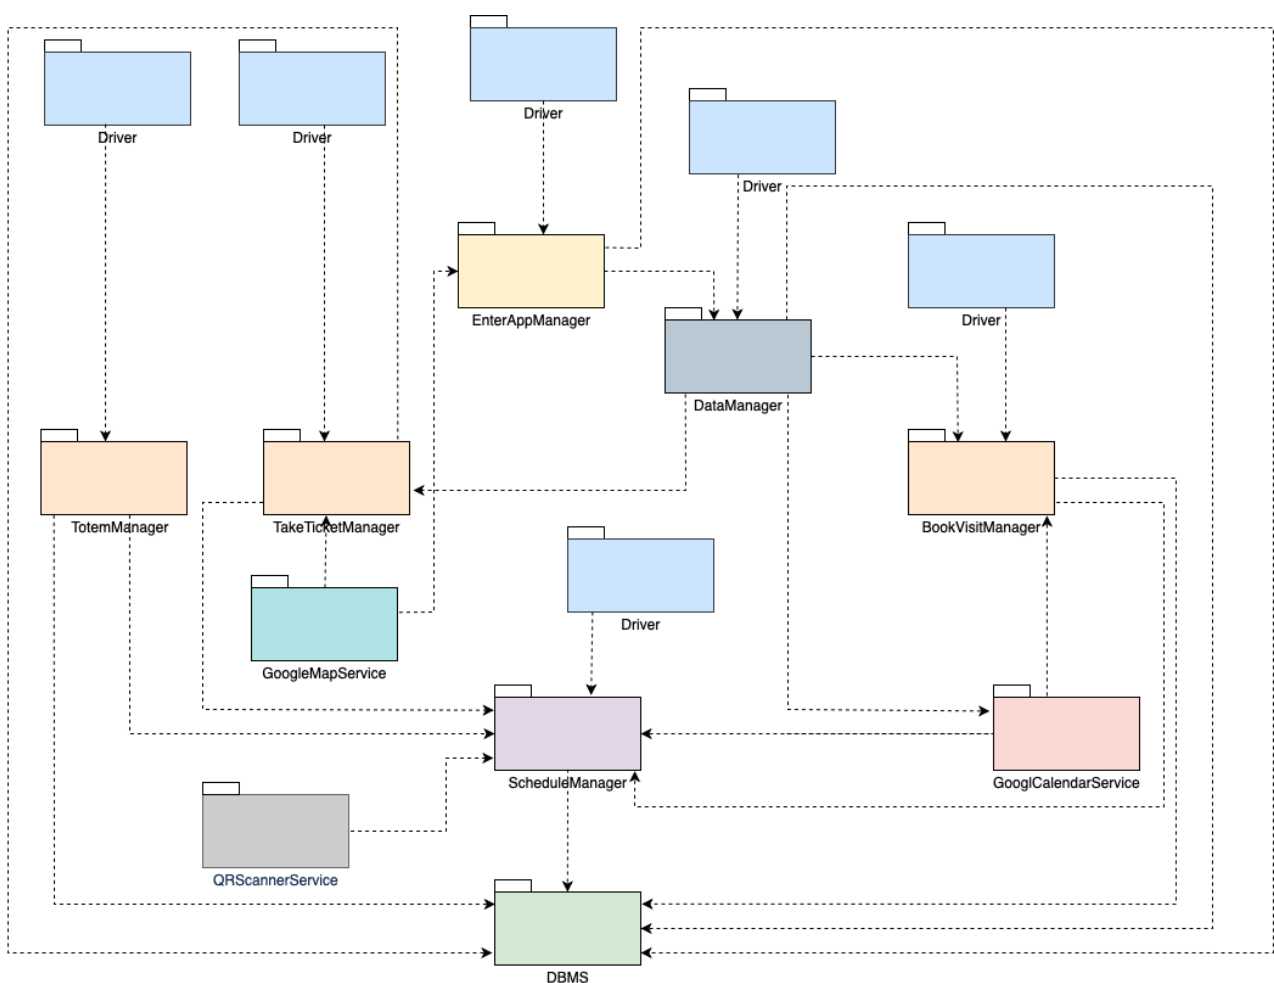 Driver
Driver
Driver
Driver
Driver
EnterAppManager
DataManager
TotemManager
TakeTicketManager
BookVisitManager
Driver
GoogleMapService
ScheduleManager
GooglCalendarService
QRScannerService
DBMS